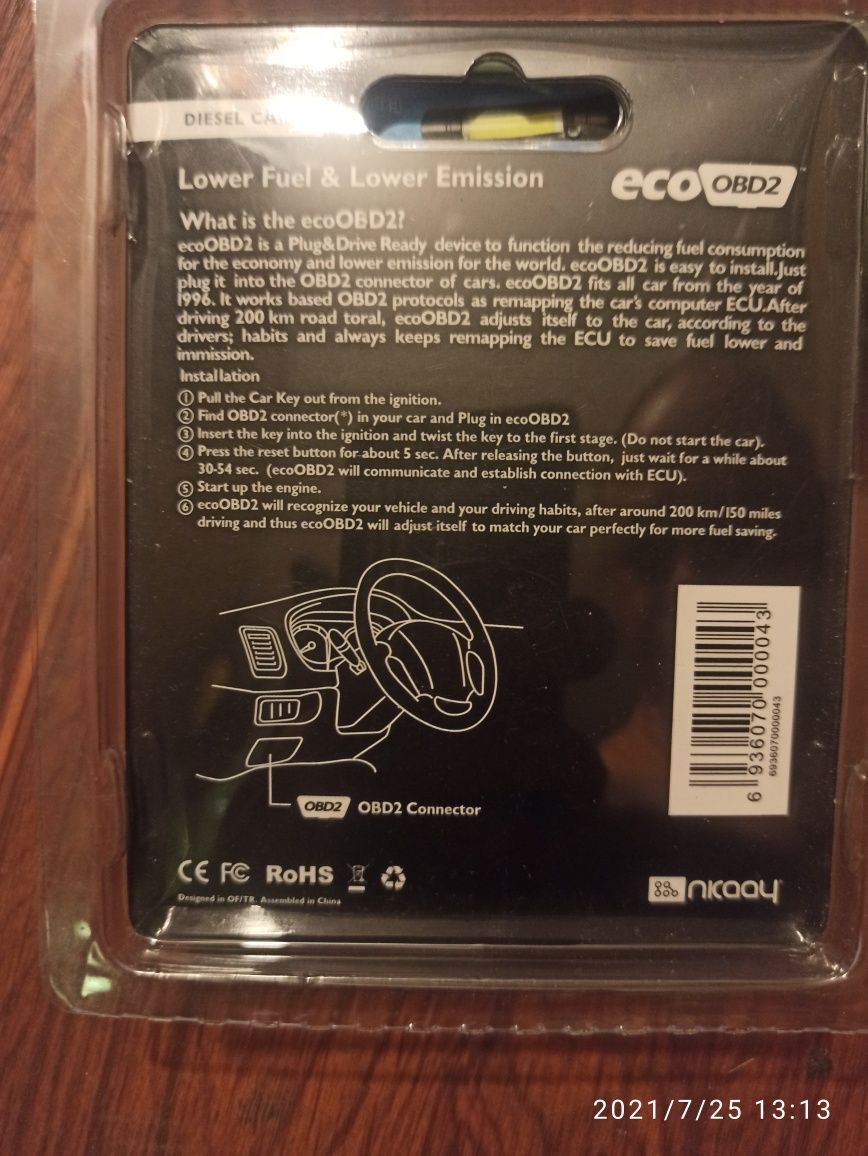 DIESEL CA
Lower Fuel & Lower Emission
eco OBD2
What is the ecoOBD2?
ecoOBD2 is a Plug&Drive Ready device to function the reducing fuel consumption
for the economy and lower emission for the world. ecoOBD2 is easy to install.Just
plug it into the OBD2 connector of cars. ecoOBD2 fits all car from the year of
1996. It works based OBD2 protocols as remapping the car's computer ECU.After
driving 200 km road toral, ecoOBD2 adjusts itself to the car, according to the
drivers; habits and always keeps remapping the ECU to save fuel lower and
immission.
Installation
① Pull the Car Key out from the ignition.
② Find OBD2 connector(*) in your car and Plug in ecoOBD2
③ Insert the key into the ignition and twist the key to the first stage. (Do not start the car).
④ Press the reset button for about 5 sec. After releasing the button, just wait for a while about
30-54 sec. (ecoOBD2 will communicate and establish connection with ECU).
⑤ Start up the engine.
⑥ ecoOBD2 will recognize your vehicle and your driving habits, after around 200 km/150 miles
driving and thus ecoOBD2 will adjust itself to match your car perfectly for more fuel saving.
6 936070 000043
6936070000043
OBD2 OBD2 Connector
CE FC RoHS
Designed in OF/TR. Assembled in China
nkaay
2021/7/25 13:13